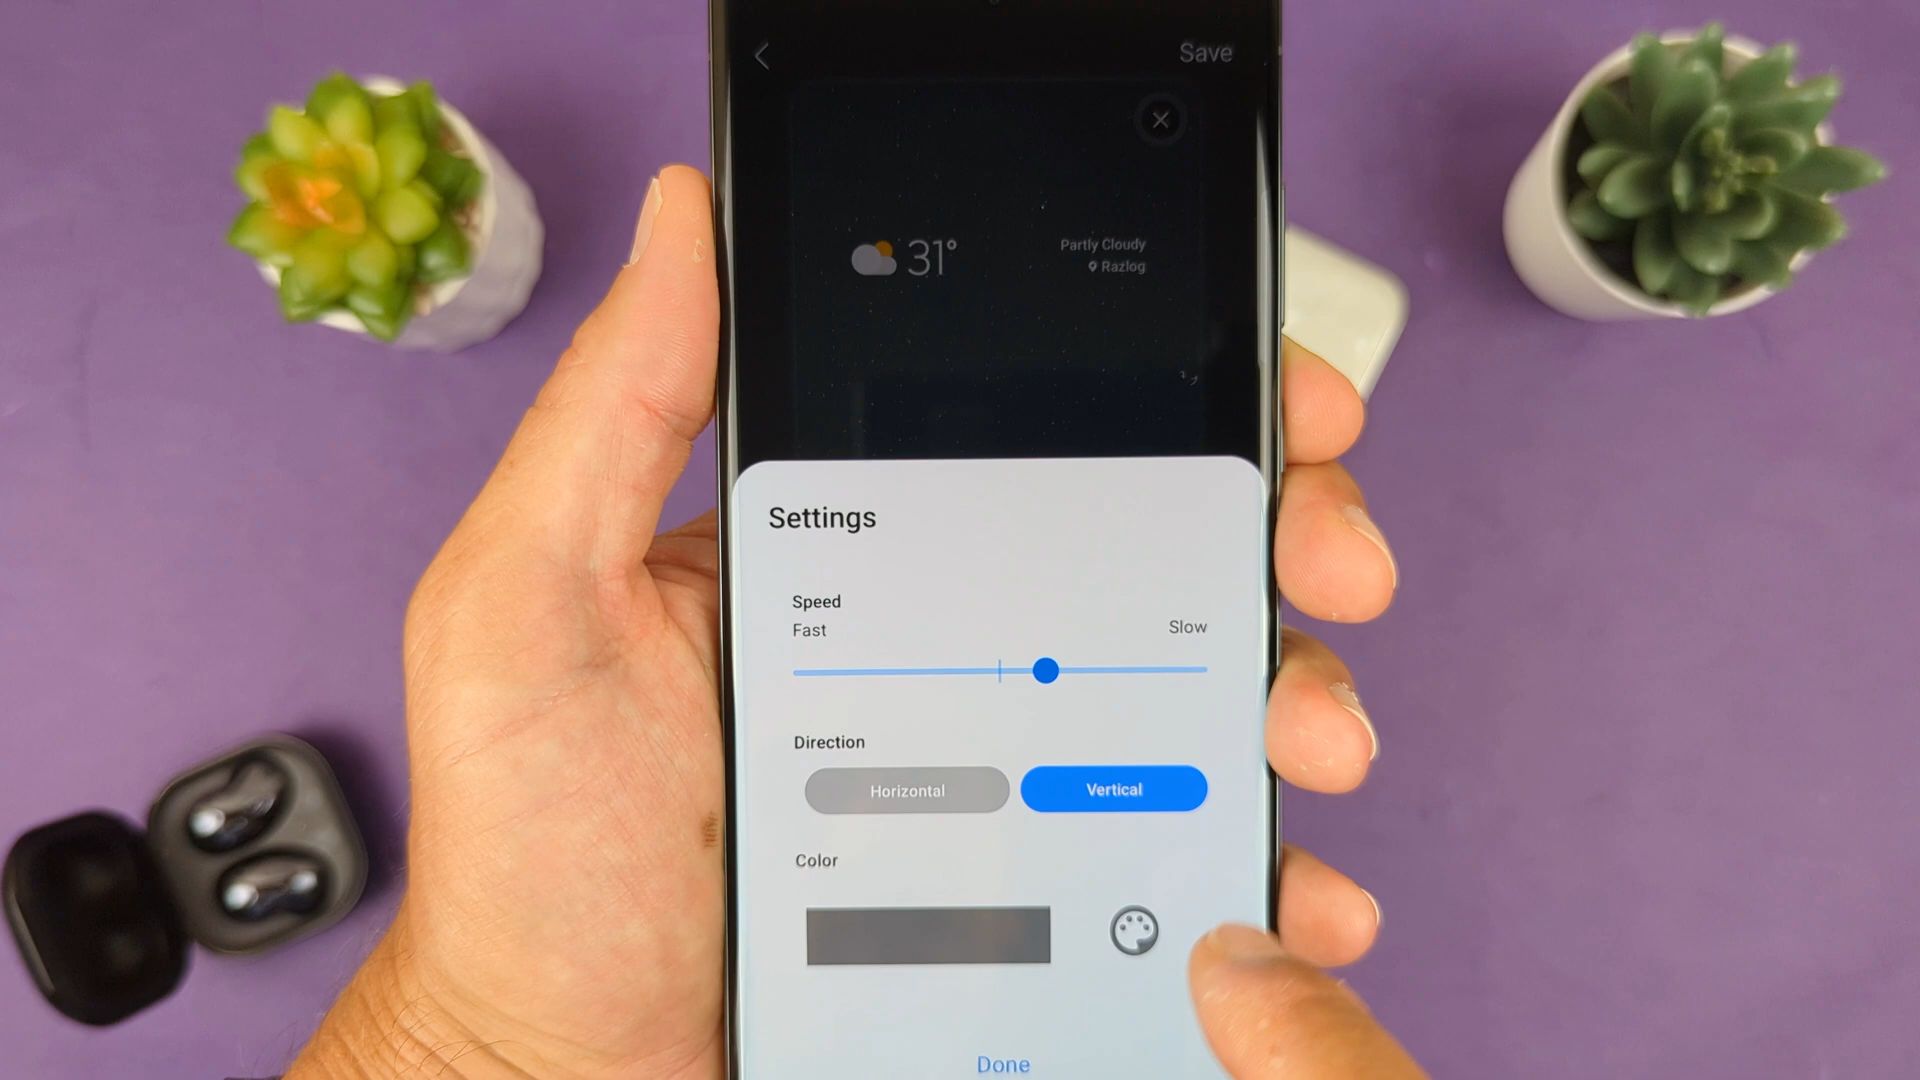 Save
31°
Partly Cloudy
Razlog
Settings
Speed
Fast
Slow
Direction
Horizontal
Vertical
Color
Done